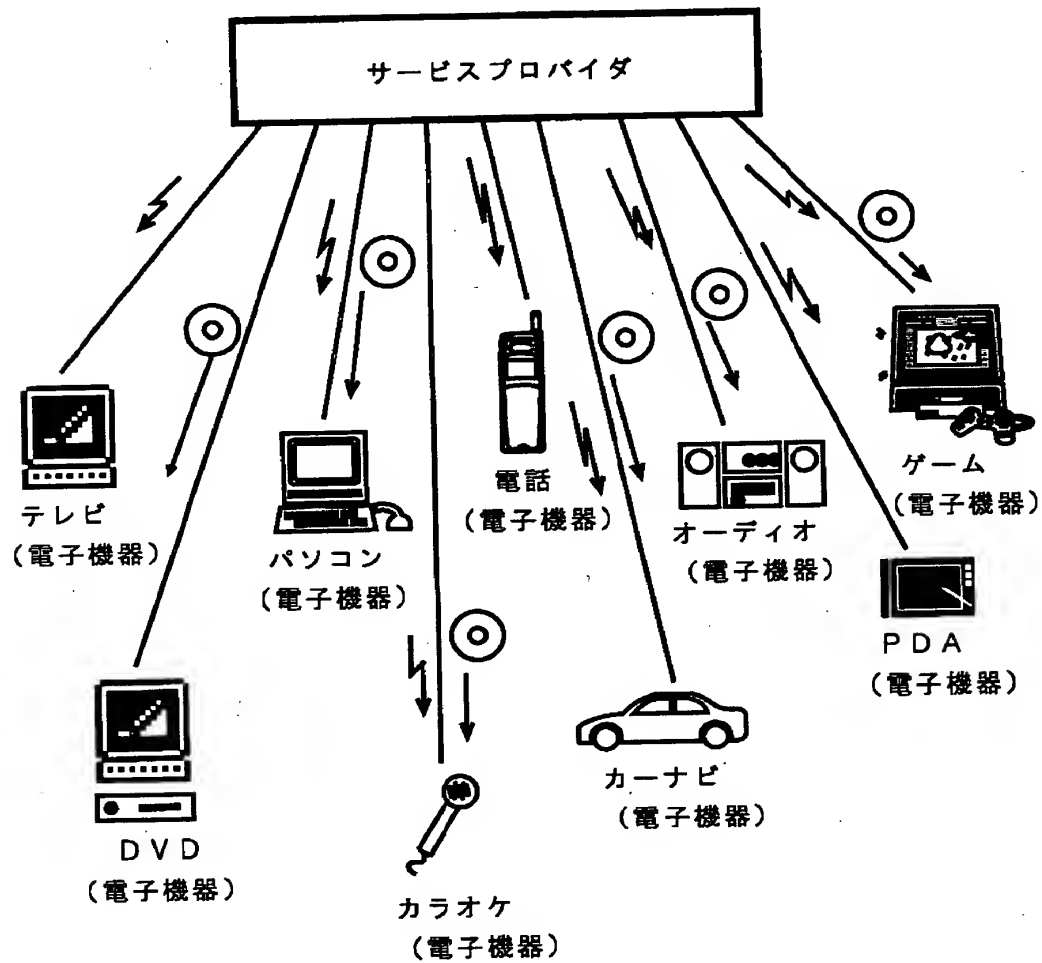 サービスプロバイダ
テレビ
(電子機器)
DVD
(電子機器)
パソコン
(電子機器)
カラオケ
(電子機器)
電話
(電子機器)
カーナビ
(電子機器)
オーディオ
(電子機器)
PDA
(電子機器)
ゲーム
(電子機器)